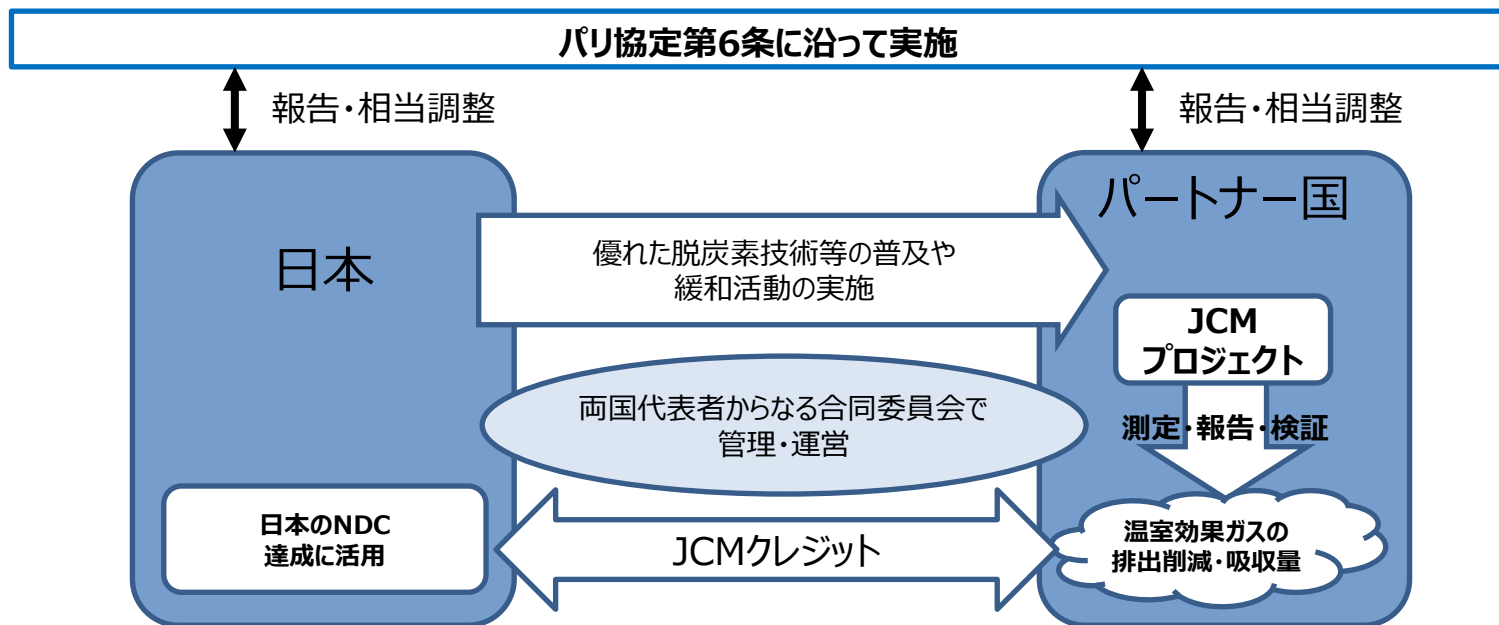 パリ協定第6条に沿って実施
報告・相当調整
報告・相当調整
日本
パートナー国
優れた脱炭素技術等の普及や
緩和活動の実施
JCM
プロジェクト
両国代表者からなる合同委員会で
管理・運営
測定・報告・検証
日本のNDC
達成に活用
JCMクレジット
温室効果ガスの
排出削減・吸収量